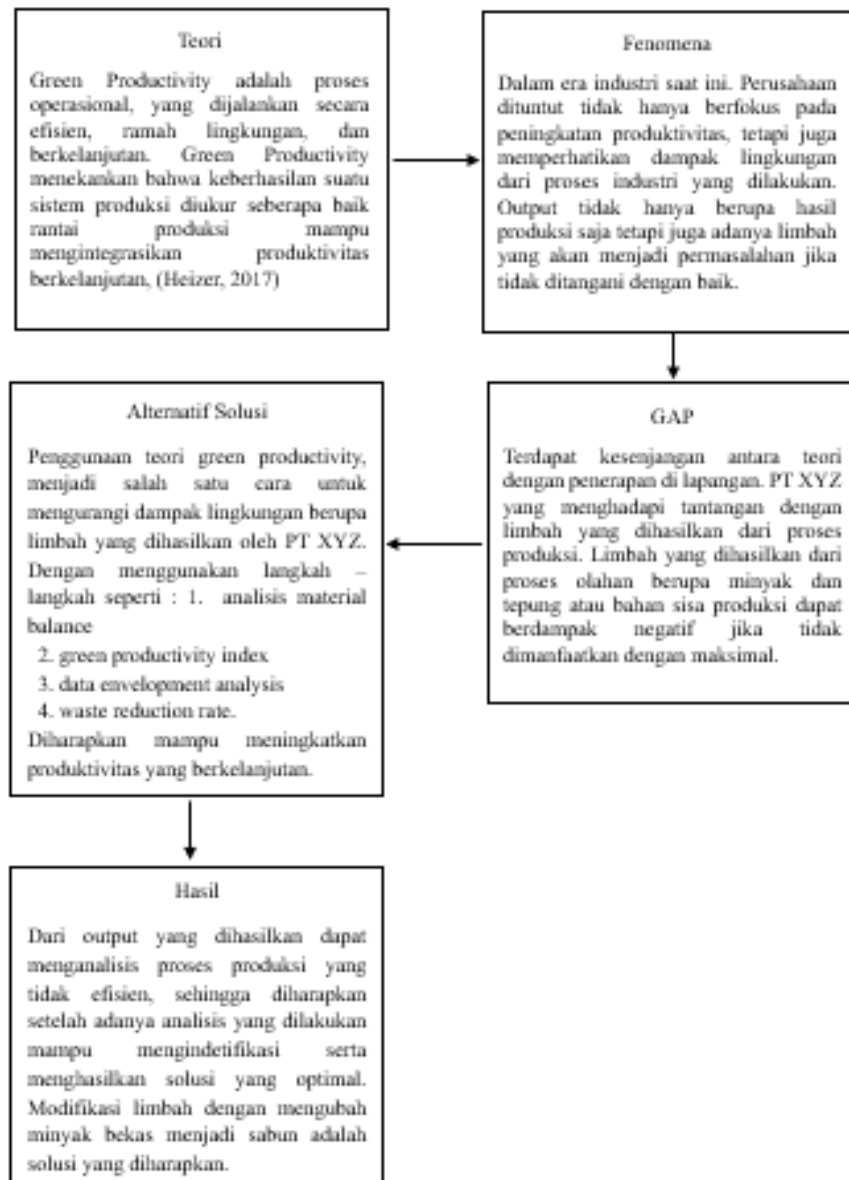 Teori
Green Productivity adalah proses
operasional, yang dijalankan secara
efisien, ramah lingkungan, dan
berkelanjutan. Green Productivity
menekankan bahwa keberhasilan suatu
sistem produksi diukur seberapa baik
rantai produksi mampu
mengintegrasikan produktivitas
berkelanjutan, (Heizer, 2017)
Fenomena
Dalam era industri saat ini. Perusahaan
dituntut tidak hanya berfokus pada
peningkatan produktivitas, tetapi juga
memperhatikan dampak lingkungan
dari proses industri yang dilakukan.
Output tidak hanya berupa hasil
produksi saja tetapi juga adanya limbah
yang akan menjadi permasalahan jika
tidak ditangani dengan baik.
GAP
Terdapat kesenjangan antara teori
dengan penerapan di lapangan. PT XYZ
yang menghadapi tantangan dengan
limbah yang dihasilkan dari proses
produksi. Limbah yang dihasilkan dari
proses olahan berupa minyak dan
tepung atau bahan sisa produksi dapat
berdampak negatif jika tidak
dimanfaatkan dengan maksimal.
Alternatif Solusi
Penggunaan teori green productivity,
menjadi salah satu cara untuk
mengurangi dampak lingkungan berupa
limbah yang dihasilkan oleh PT XYZ.
Dengan menggunakan langkah –
langkah seperti : 1. analisis material
balance
2. green productivity index
3. data envelopment analysis
4. waste reduction rate.
Diharapkan mampu meningkatkan
produktivitas yang berkelanjutan.
Hasil
Dari output yang dihasilkan dapat
menganalisis proses produksi yang
tidak efisien, sehingga diharapkan
setelah adanya analisis yang dilakukan
mampu mengindetifikasi serta
menghasilkan solusi yang optimal.
Modifikasi limbah dengan mengubah
minyak bekas menjadi sabun adalah
solusi yang diharapkan.